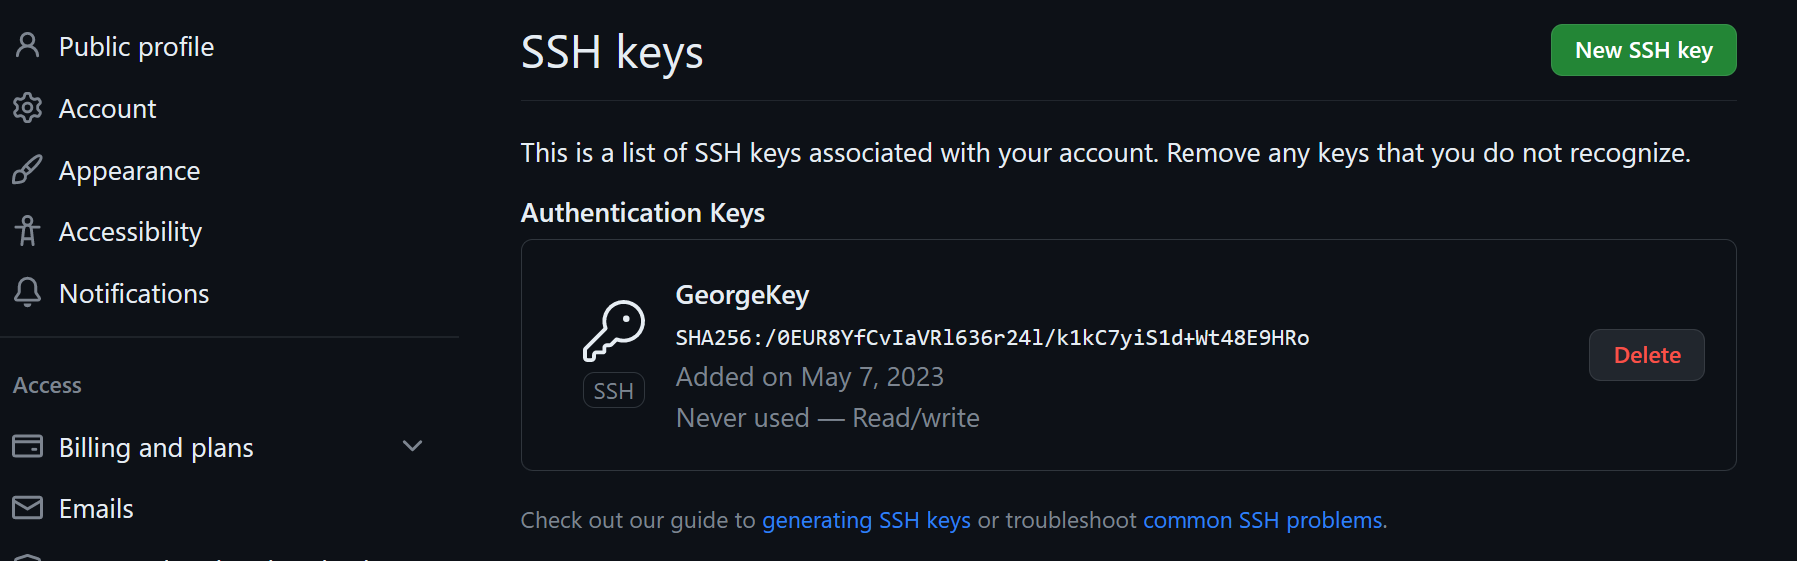 Public profile
Account
Appearance
Accessibility
Notifications
Access
Billing and plans
Emails
SSH keys
New SSH key
This is a list of SSH keys associated with your account. Remove any keys that you do not recognize.
Authentication Keys
GeorgeKey
SHA256:/0EUR8YfCvIaVRl636r24l/k1kC7yiS1d+Wt48E9HRo
Added on May 7, 2023
Never used — Read/write
SSH
Delete
Check out our guide to generating SSH keys or troubleshoot common SSH problems.